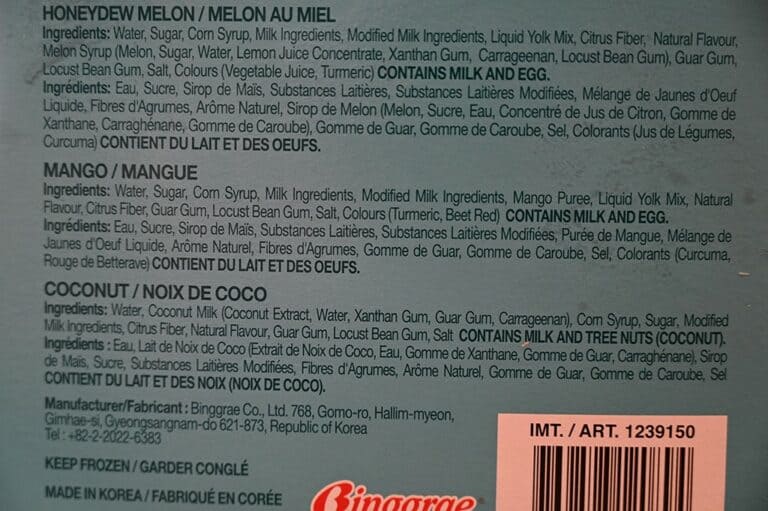 HONEYDEW MELON / MELON AU MIEL
Ingredients: Water, Sugar, Corn Syrup, Milk Ingredients, Modified Milk Ingredients, Liquid Yolk Mix, Citrus Fiber, Natural Flavour,
Melon Syrup (Melon, Sugar, Water, Lemon Juice Concentrate, Xanthan Gum, Carrageenan, Locust Bean Gum), Guar Gum,
Locust Bean Gum, Salt, Colours (Vegetable Juice, Turmeric) CONTAINS MILK AND EGG.
Ingrédients: Eau, Sucre, Sirop de Maïs, Substances Laitières, Substances Laitières Modifiées, Mélange de Jaunes d'Oeuf
Liquide, Fibres d'Agrumes, Arôme Naturel, Sirop de Melon (Melon, Sucre, Eau, Concentré de Jus de Citron, Gomme de
Xanthane, Carraghénane, Gomme de Caroube), Gomme de Guar, Gomme de Caroube, Sel, Colorants (Jus de Légumes,
Curcuma) CONTIENT DU LAIT ET DES OEUFS.
MANGO / MANGUE
Ingredients: Water, Sugar, Corn Syrup, Milk Ingredients, Modified Milk Ingredients, Mango Puree, Liquid Yolk Mix, Natural
Flavour, Citrus Fiber, Guar Gum, Locust Bean Gum, Salt, Colours (Turmeric, Beet Red) CONTAINS MILK AND EGG.
Ingrédients: Eau, Sucre, Sirop de Maïs, Substances Laitières, Substances Laitières Modifiées, Purée de Mangue, Mélange de
Jaunes d'Oeuf Liquide, Arôme Naturel, Fibres d'Agrumes, Gomme de Guar, Gomme de Caroube, Sel, Colorants (Curcuma,
Rouge de Betterave) CONTIENT DU LAIT ET DES OEUFS.
COCONUT / NOIX DE COCO
Ingredients: Water, Coconut Milk (Coconut Extract, Water, Xanthan Gum, Guar Gum, Carrageenan), Corn Syrup, Sugar, Modified
Milk Ingredients, Citrus Fiber, Natural Flavour, Guar Gum, Locust Bean Gum, Salt CONTAINS MILK AND TREE NUTS (COCONUT).
Ingrédients : Eau, Lait de Noix de Coco (Extrait de Noix de Coco, Eau, Gomme de Xanthane, Gomme de Guar, Carraghénane), Sirop
de Maïs, Sucre, Substances Laitières Modifiées, Fibres d'Agrumes, Arôme Naturel, Gomme de Guar, Gomme de Caroube, Sel
CONTIENT DU LAIT ET DES NOIX (NOIX DE COCO).
Manufacturer/Fabricant : Binggrae Co., Ltd. 768, Gomo-ro, Hallim-myeon,
Gimhae-si, Gyeongsangnam-do 621-873, Republic of Korea
Tel : +82-2-2022-6383
KEEP FROZEN / GARDER CONGLÉ
MADE IN KOREA / FABRIQUÉ EN CORÉE
IMT. / ART. 1239150
Binggrae